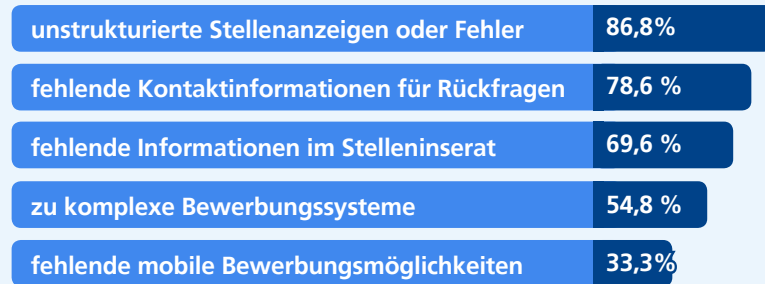 unstrukturierte Stellenanzeigen oder Fehler 86,8%
fehlende Kontaktinformationen für Rückfragen 78,6 %
fehlende Informationen im Stelleninserat 69,6 %
zu komplexe Bewerbungssysteme 54,8 %
fehlende mobile Bewerbungsmöglichkeiten 33,3%